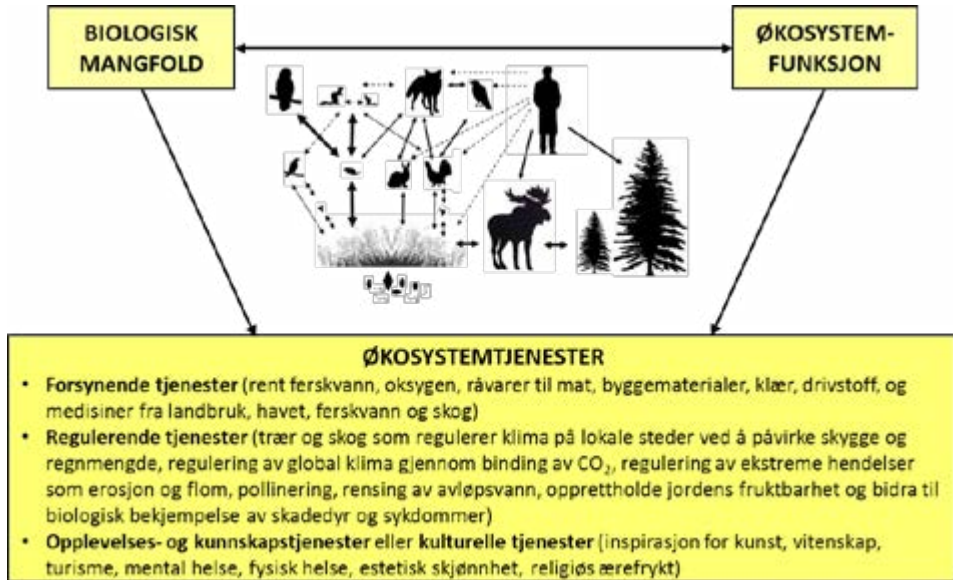 BIOLOGISK
MANGFOLD
ØKOSYSTEM-
FUNKSJON
ØKOSYSTEMTJENESTER
• Forsynende tjenester (rent ferskvann, oksygen, råvarer til mat, byggematerialer, klær, drivstoff, og
medisiner fra landbruk, havet, ferskvann og skog)
• Regulerende tjenester (trær og skog som regulerer klima på lokale steder ved å påvirke skygge og
regnmengde, regulering av global klima gjennom binding av CO₂, regulering av ekstreme hendelser
som erosjon og flom, pollinering, rensing av avløpsvann, opprettholde jordens fruktbarhet og bidra til
biologisk bekjempelse av skadedyr og sykdommer)
• Opplevelses- og kunnskapstjenester eller kulturelle tjenester (inspirasjon for kunst, vitenskap,
turisme, mental helse, fysisk helse, estetisk skjønnhet, religiøs ærefrykt)